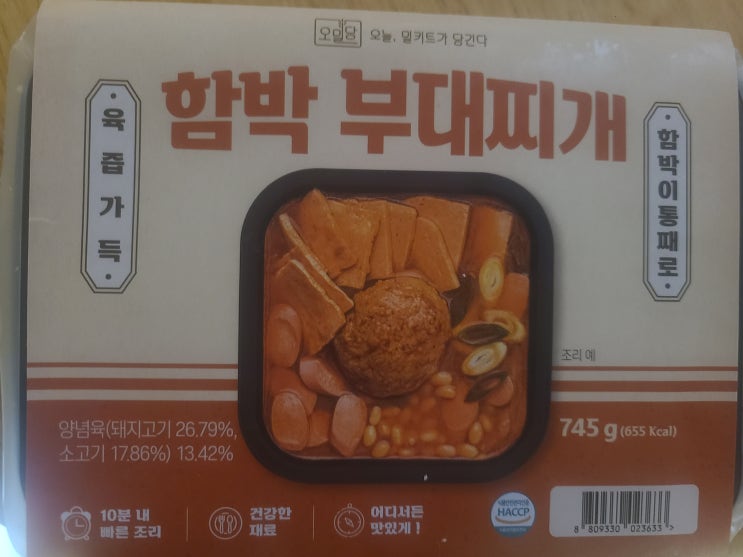 오밀당 오늘, 밀키트가 당긴다
함박 부대찌개
육즙가득
함박이통째로
조리 예
양념육(돼지고기 26.79%,
소고기 17.86%) 13.42%
745 g (655 Kcal)
10분 내
빠른 조리
건강한
재료
어디서든
맛있게 !
HACCP
8 809330 023633 >